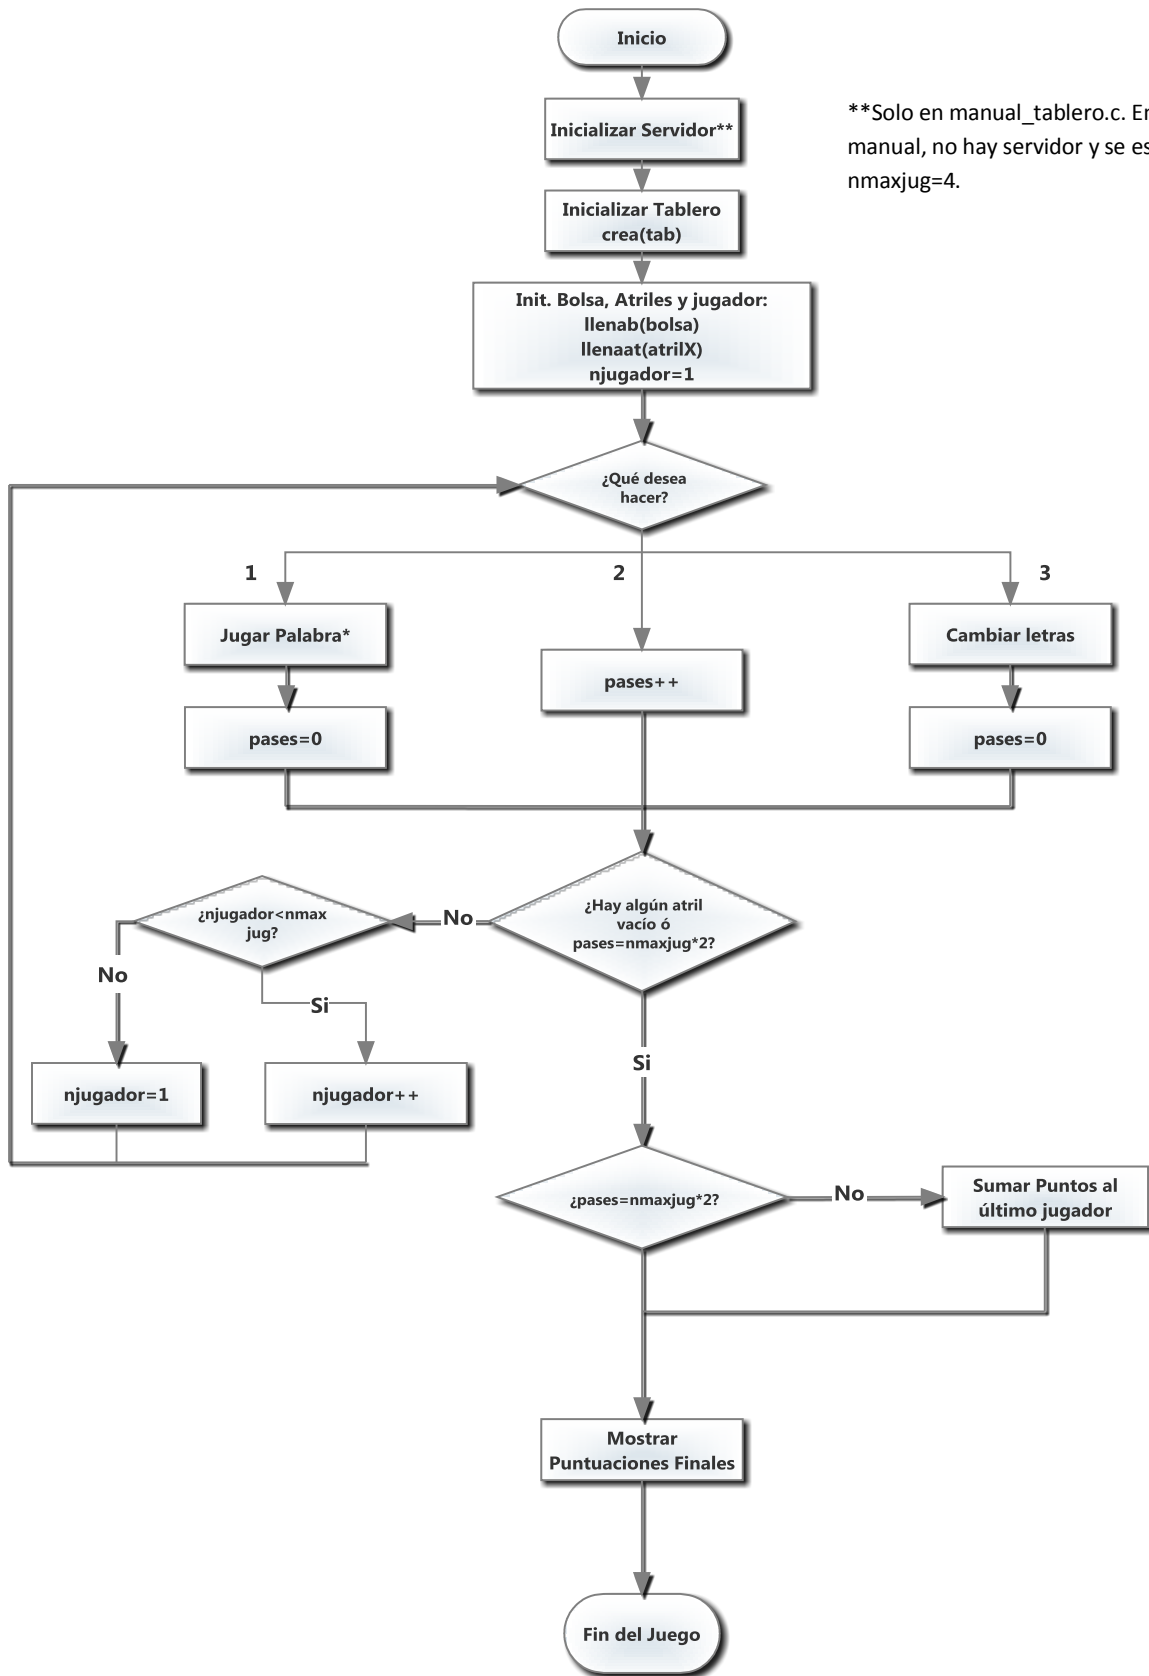 Inicio
Inicializar Servidor**
**Solo en manual_tablero.c.
manual, no hay servidor y se
nmaxjug=4.
Inicializar Tablero
crea(tab)
Init. Bolsa, Atriles y jugador:
llenab(bolsa)
llenaat(atrilX)
njugador=1
¿Qué desea
hacer?
1
2
3
Jugar Palabra*
pases++
Cambiar letras
pases=0
pases=0
¿Hay algún atril
vacío ó
pases=nmaxjug*2?
No
¿njugador<nmax
jug?
No
Si
Si
njugador=1
njugador++
¿pases=nmaxjug*2?
No
Sumar Puntos al
último jugador
Mostrar
Puntuaciones Finales
Fin del Juego